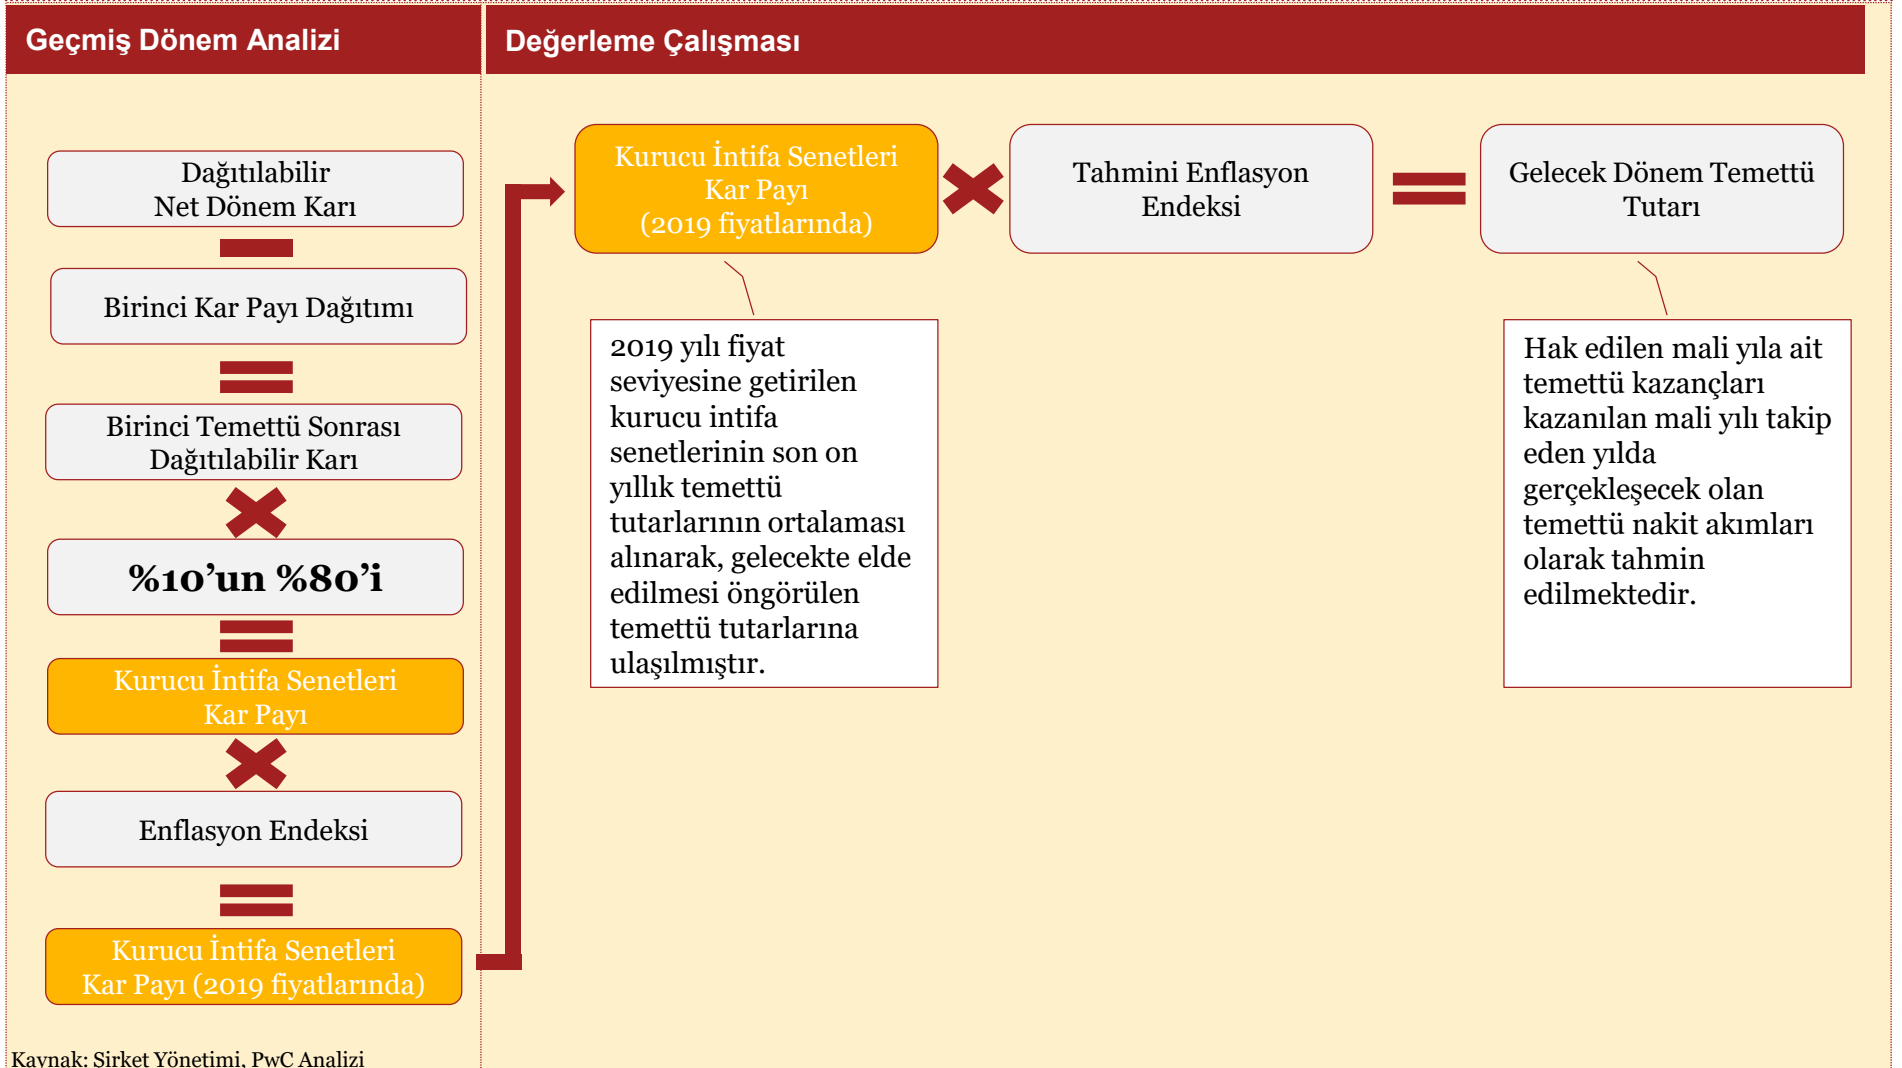 Geçmiş Dönem Analizi
Dağıtılabilir
Net Dönem Karı
Birinci Kar Payı Dağıtımı
Birinci Temettü Sonrası
Dağıtılabilir Karı
%10’un %80’i
Kurucu İntifa Senetleri
Kar Payı
Enflasyon Endeksi
Kurucu İntifa Senetleri
Kar Payı (2019 fiyatlarında)
Değerleme Çalışması
Kurucu İntifa Senetleri
Kar Payı
(2019 fiyatlarında)
Tahmini Enflasyon
Endeksi
Gelecek Dönem Temettü
Tutarı
2019 yılı fiyat
seviyesine getirilen
kurucu intifa
senetlerinin son on
yıllık temettü
tutarlarının ortalaması
alınarak, gelecekte elde
edilmesi öngörülen
temettü tutarlarına
ulaşılmıştır.
Hak edilen mali yıla ait
temettü kazançları
kazanılan mali yılı takip
eden yılda
gerçekleşecek olan
temettü nakit akımları
olarak tahmin
edilmektedir.
Kaynak: Şirket Yönetimi, PwC Analizi